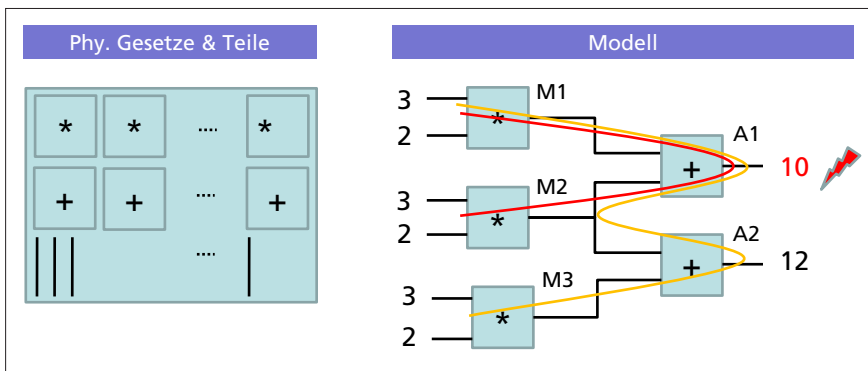 Phy. Gesetze & Teile
* * .... *
+ + .... +
....
Modell
3
2
*
M1
3
2
*
M2
3
2
*
M3
+
A1
10
+
A2
12